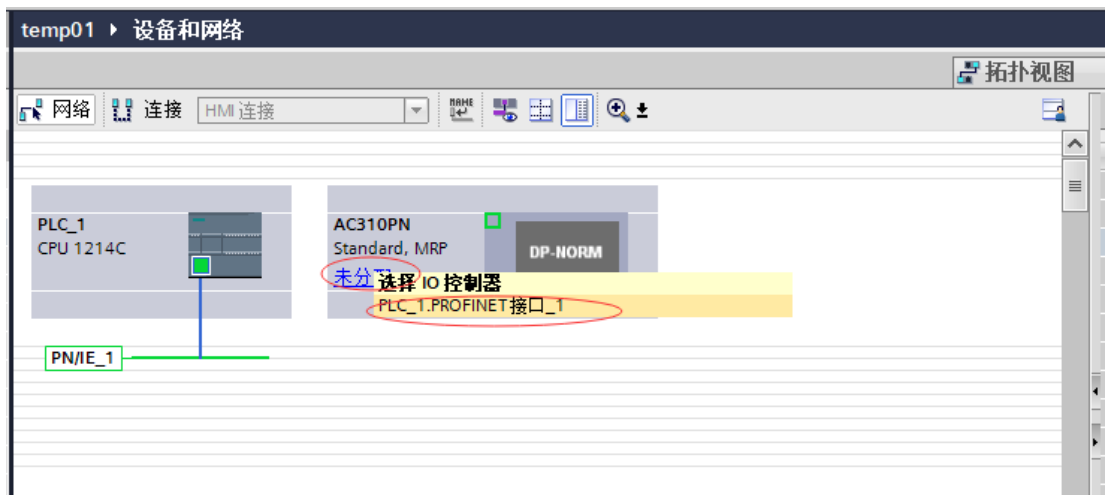 temp01 ▸ 设备和网络
拓扑视图
网络 连接 HMI 连接
PLC_1
CPU 1214C
AC310PN
Standard, MRP
DP-NORM
未分
选择 IO 控制器
PLC_1.PROFINET接口_1
PN/IE_1